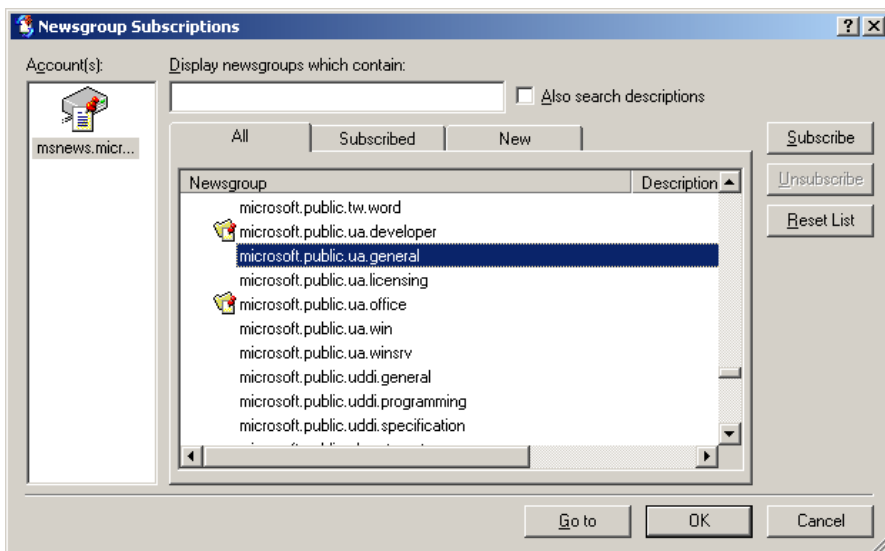 Newsgroup Subscriptions
Account(s):
Display newsgroups which contain:
Also search descriptions
msnews.micr...
All Subscribed New
Subscribe
Newsgroup Description
Unsubscribe
microsoft.public.tw.word
Reset List
microsoft.public.ua.developer
microsoft.public.ua.general
microsoft.public.ua.licensing
microsoft.public.ua.office
microsoft.public.ua.win
microsoft.public.ua.winsrv
microsoft.public.uddi.general
microsoft.public.uddi.programming
microsoft.public.uddi.specification
Go to OK Cancel